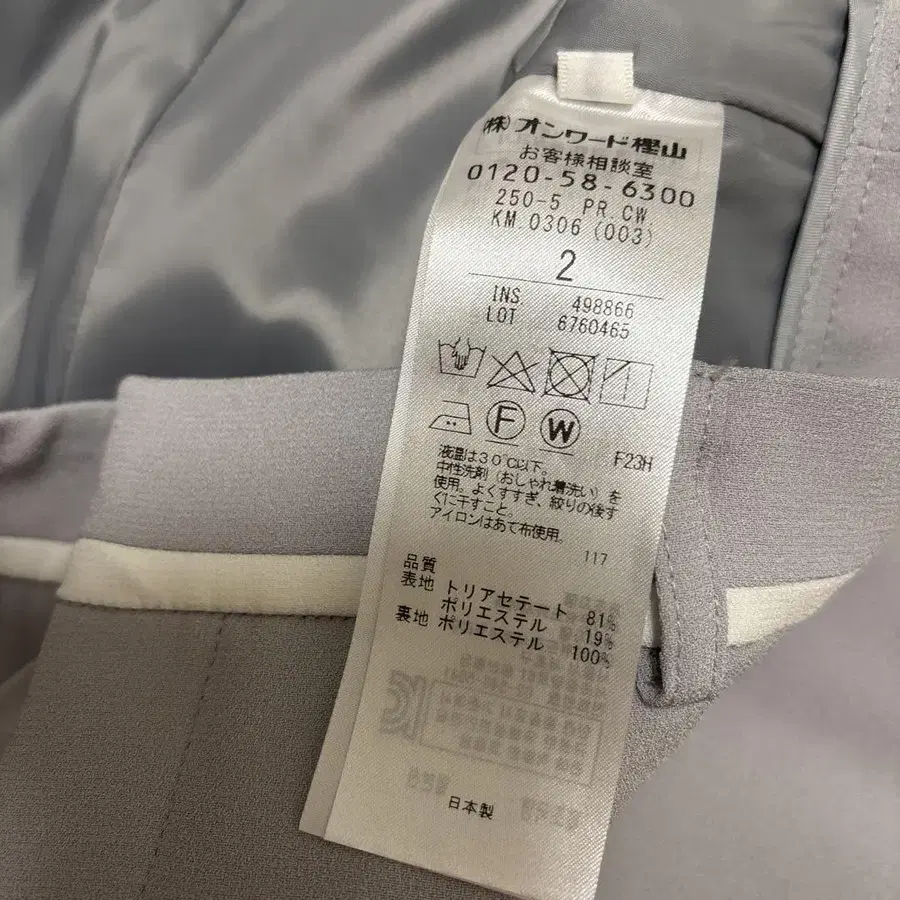 (株)オンワード樫山
お客様相談室
0120-58-6300
250-5 PR.CW
KM.0306 (003)
2
INS. 498866
LOT 6760465
F W
F23H
液温は30℃以下。
中性洗剤(おしゃれ着洗い)を
使用。よくすすぎ、絞りの後す
ぐに干すこと。
アイロンはあて布使用。
117
品質
表地 トリアセテート 81%
ポリエステル 19%
裏地 ポリエステル 100%
日本製